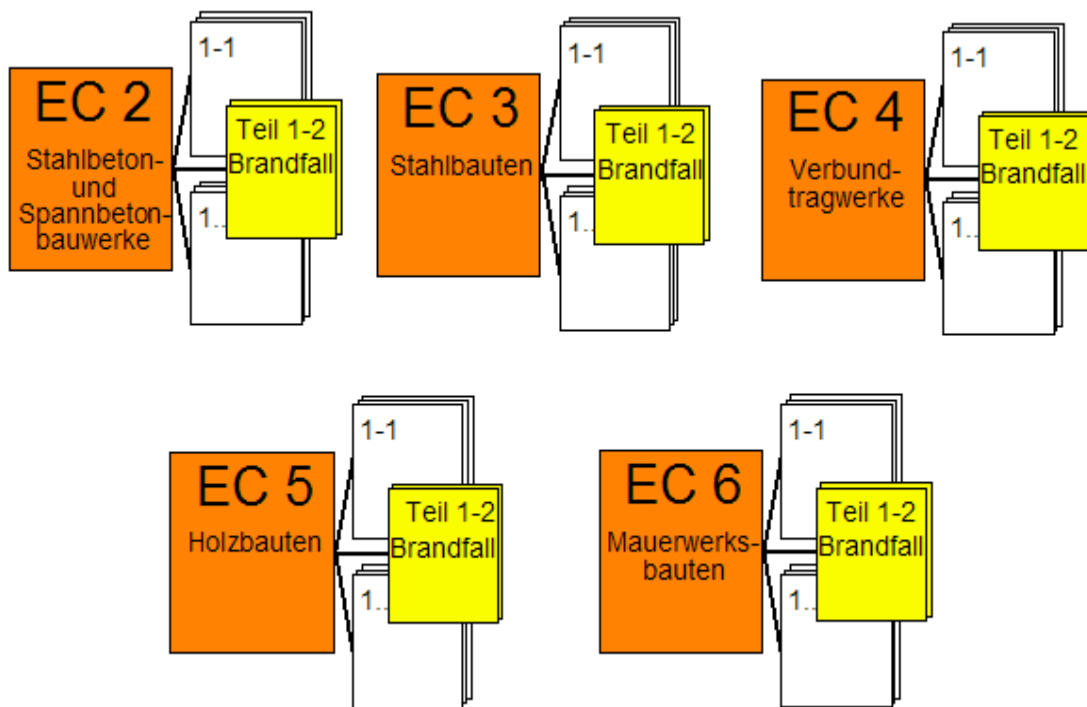 EC 2
Stahlbeton-
und
Spannbeton-
bauwerke
1-1
Teil 1-2
Brandfall
1..
EC 3
Stahlbauten
1-1
Teil 1-2
Brandfall
1..
EC 4
Verbund-
tragwerke
1-1
Teil 1-2
Brandfall
1..
EC 5
Holzbauten
1-1
Teil 1-2
Brandfall
1..
EC 6
Mauerwerks-
bauten
1-1
Teil 1-2
Brandfall
1..